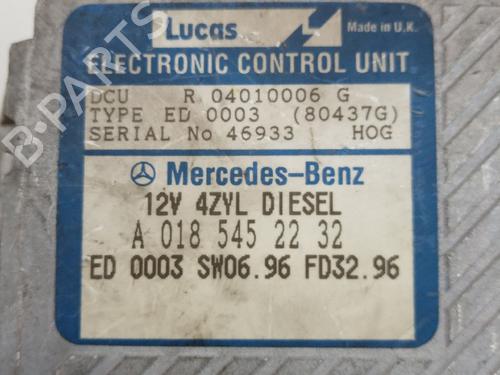 Lucas
Made in U.K.
ELECTRONIC CONTROL UNIT
DCU R 04010006 G
TYPE ED 0003 (80437G)
SERIAL No 46933 HOG
Mercedes-Benz
12V 4ZYL DIESEL
A 018 545 22 32
ED 0003 SW06.96 FD32.96
B-PARTS